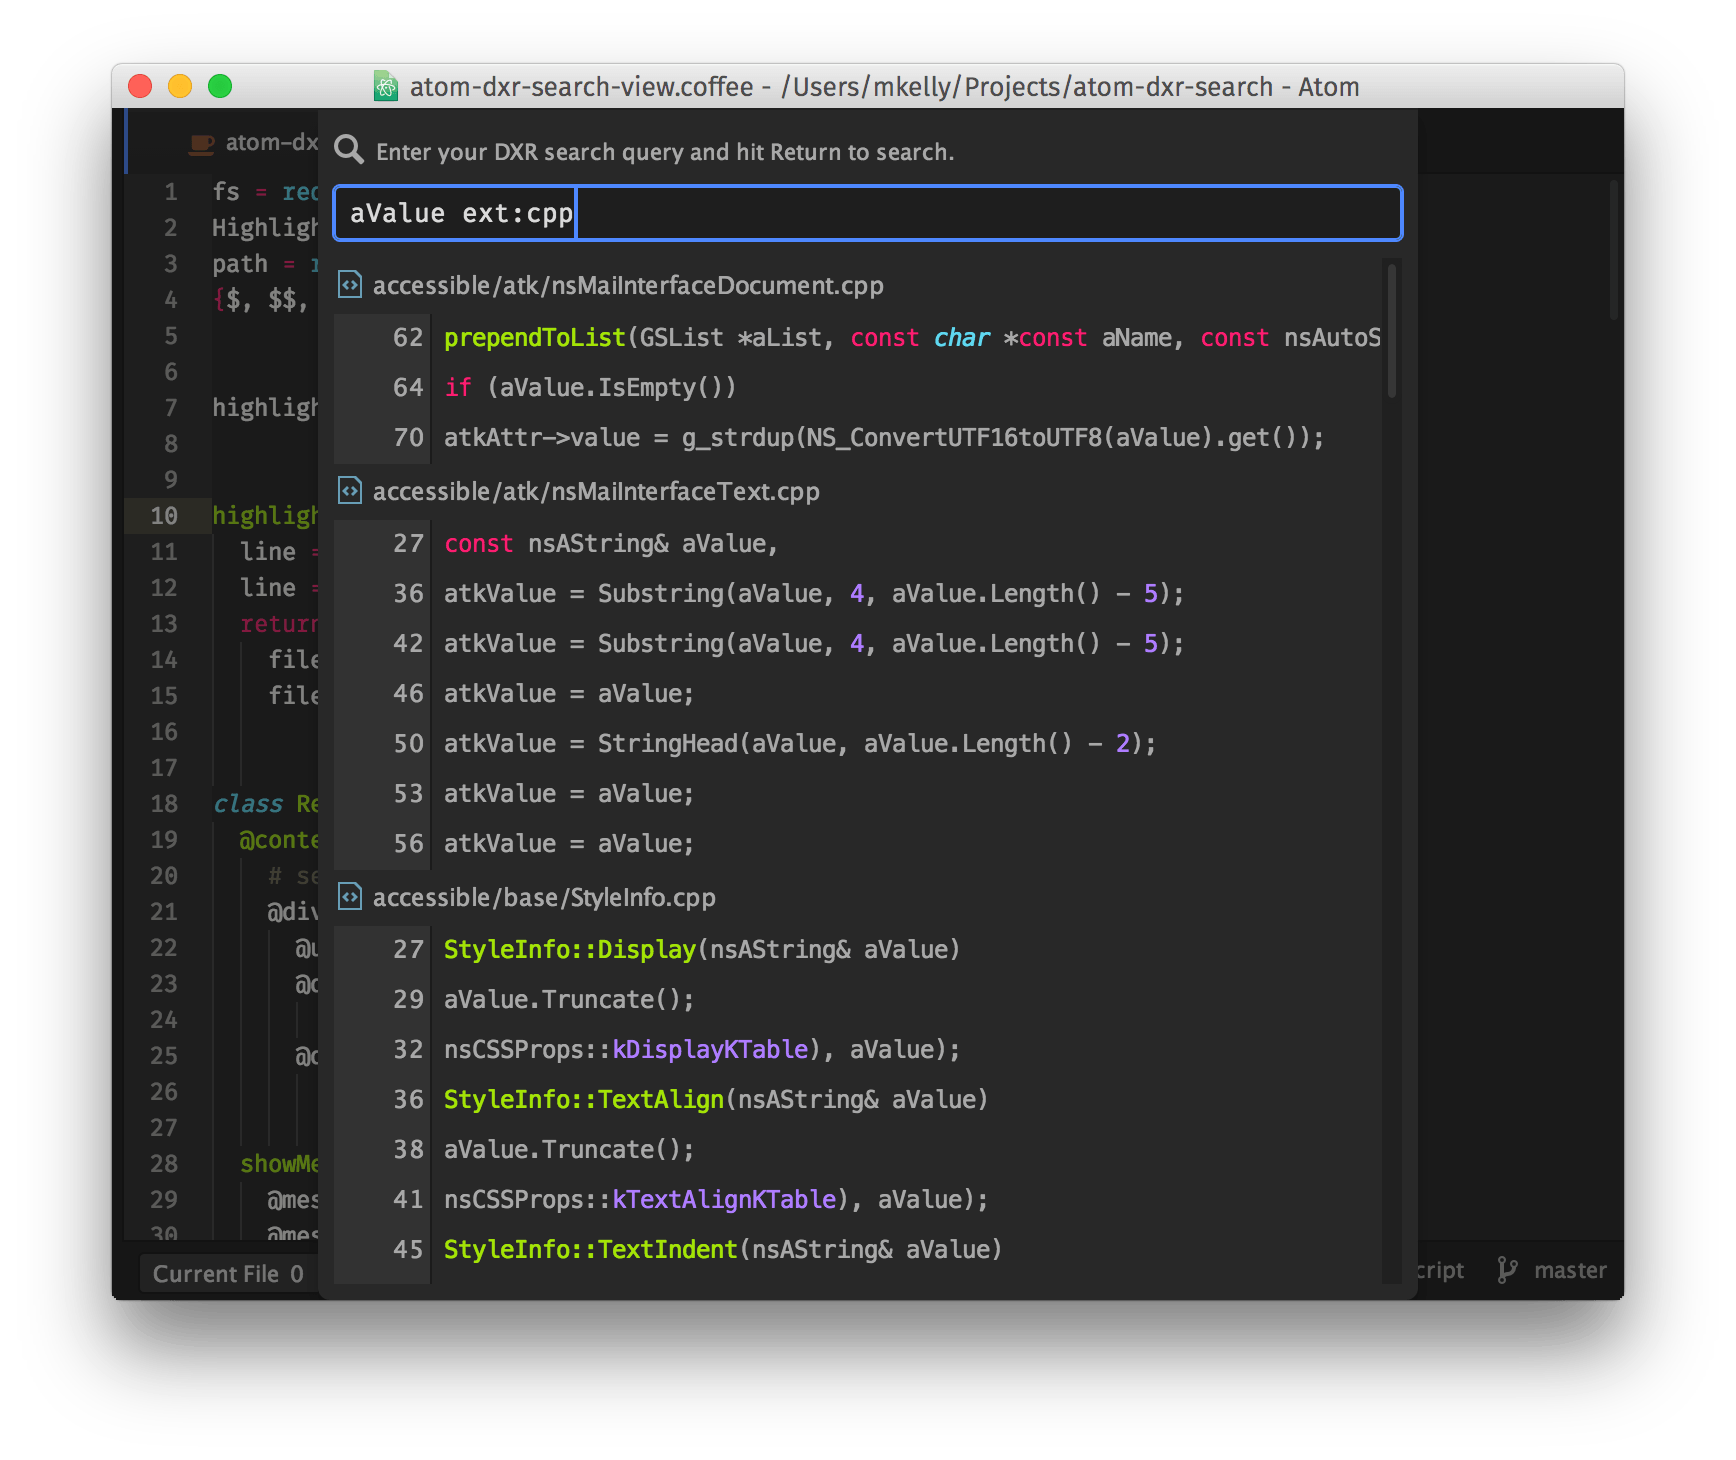 atom-dxr-search-view.coffee - /Users/mkelly/Projects/atom-dxr-search - Atom
atom-dx
Enter your DXR search query and hit Return to search.
aValue ext:cpp
1 fs = rec
2 Highligh
3 path = r
4 {$, $$,
5
6
7 highligh
8
9
10 highligh
11 line =
12 line =
13 return
14 file
15 file
16
17
18 class Re
19 @conte
20 # se
21 @div
22 @u
23 @d
24
25 @d
26
27
28 showMe
29 @mes
30 @mes
accessible/atk/nsMaiInterfaceDocument.cpp
62 prependToList(GSList *aList, const char *const aName, const nsAutoS
64 if (aValue.IsEmpty())
70 atkAttr->value = g_strdup(NS_ConvertUTF16toUTF8(aValue).get());
accessible/atk/nsMaiInterfaceText.cpp
27 const nsAString& aValue,
36 atkValue = Substring(aValue, 4, aValue.Length() - 5);
42 atkValue = Substring(aValue, 4, aValue.Length() - 5);
46 atkValue = aValue;
50 atkValue = StringHead(aValue, aValue.Length() - 2);
53 atkValue = aValue;
56 atkValue = aValue;
accessible/base/StyleInfo.cpp
27 StyleInfo::Display(nsAString& aValue)
29 aValue.Truncate();
32 nsCSSProps::kDisplayKTable), aValue);
36 StyleInfo::TextAlign(nsAString& aValue)
38 aValue.Truncate();
41 nsCSSProps::kTextAlignKTable), aValue);
45 StyleInfo::TextIndent(nsAString& aValue)
Current File 0
cript master